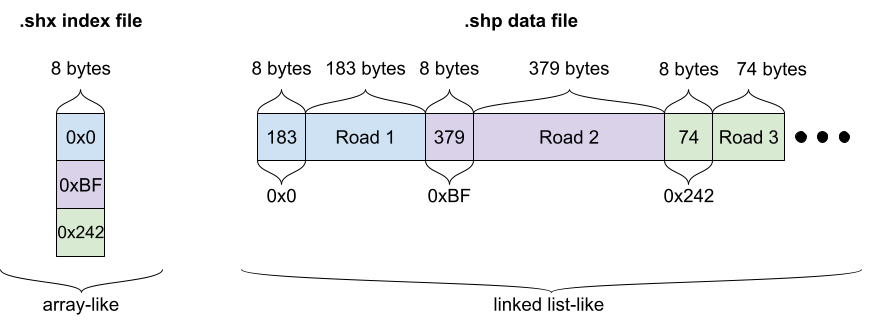 .shx index file
.shp data file
8 bytes
8 bytes
183 bytes
8 bytes
379 bytes
8 bytes
74 bytes
0x0
0xBF
0x242
183
Road 1
379
Road 2
74
Road 3
0x0
0xBF
0x242
array-like
linked list-like